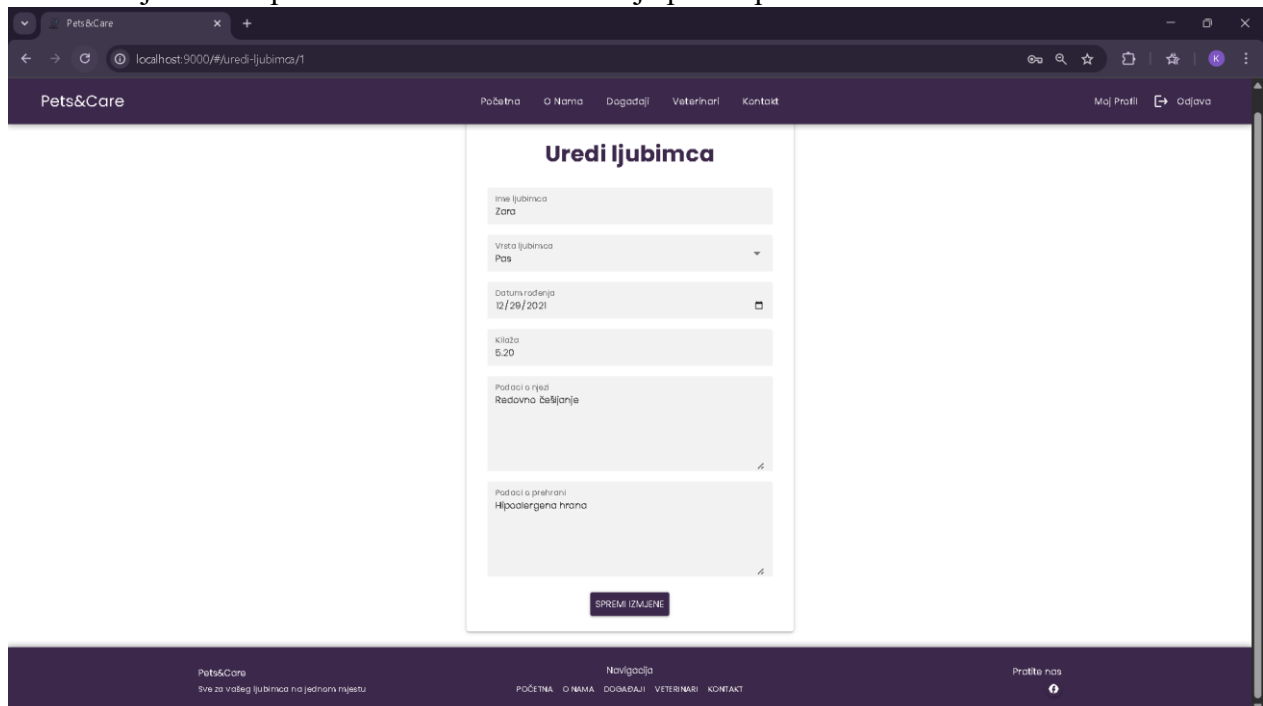 Pets&Care
localhost:9000/#/uredi-ljubimca/1
K
Pets&Care
Početna O Nama Događaji Veterinari Kontakt
Moj Profil Odjava
Uredi ljubimca
Ime ljubimca
Zara
Vrsta ljubimca
Pas
Datum rođenja
12/29/2021
Kilaža
5.20
Podaci o njezi
Redovno češljanje
Podaci o prehrani
Hipoalergena hrana
SPREMI IZMJENE
Pets&Care
Sve za vašeg ljubimca na jednom mjestu
Navigacija
POČETNA O NAMA DOGAĐAJI VETERINARI KONTAKT
Pratite nas